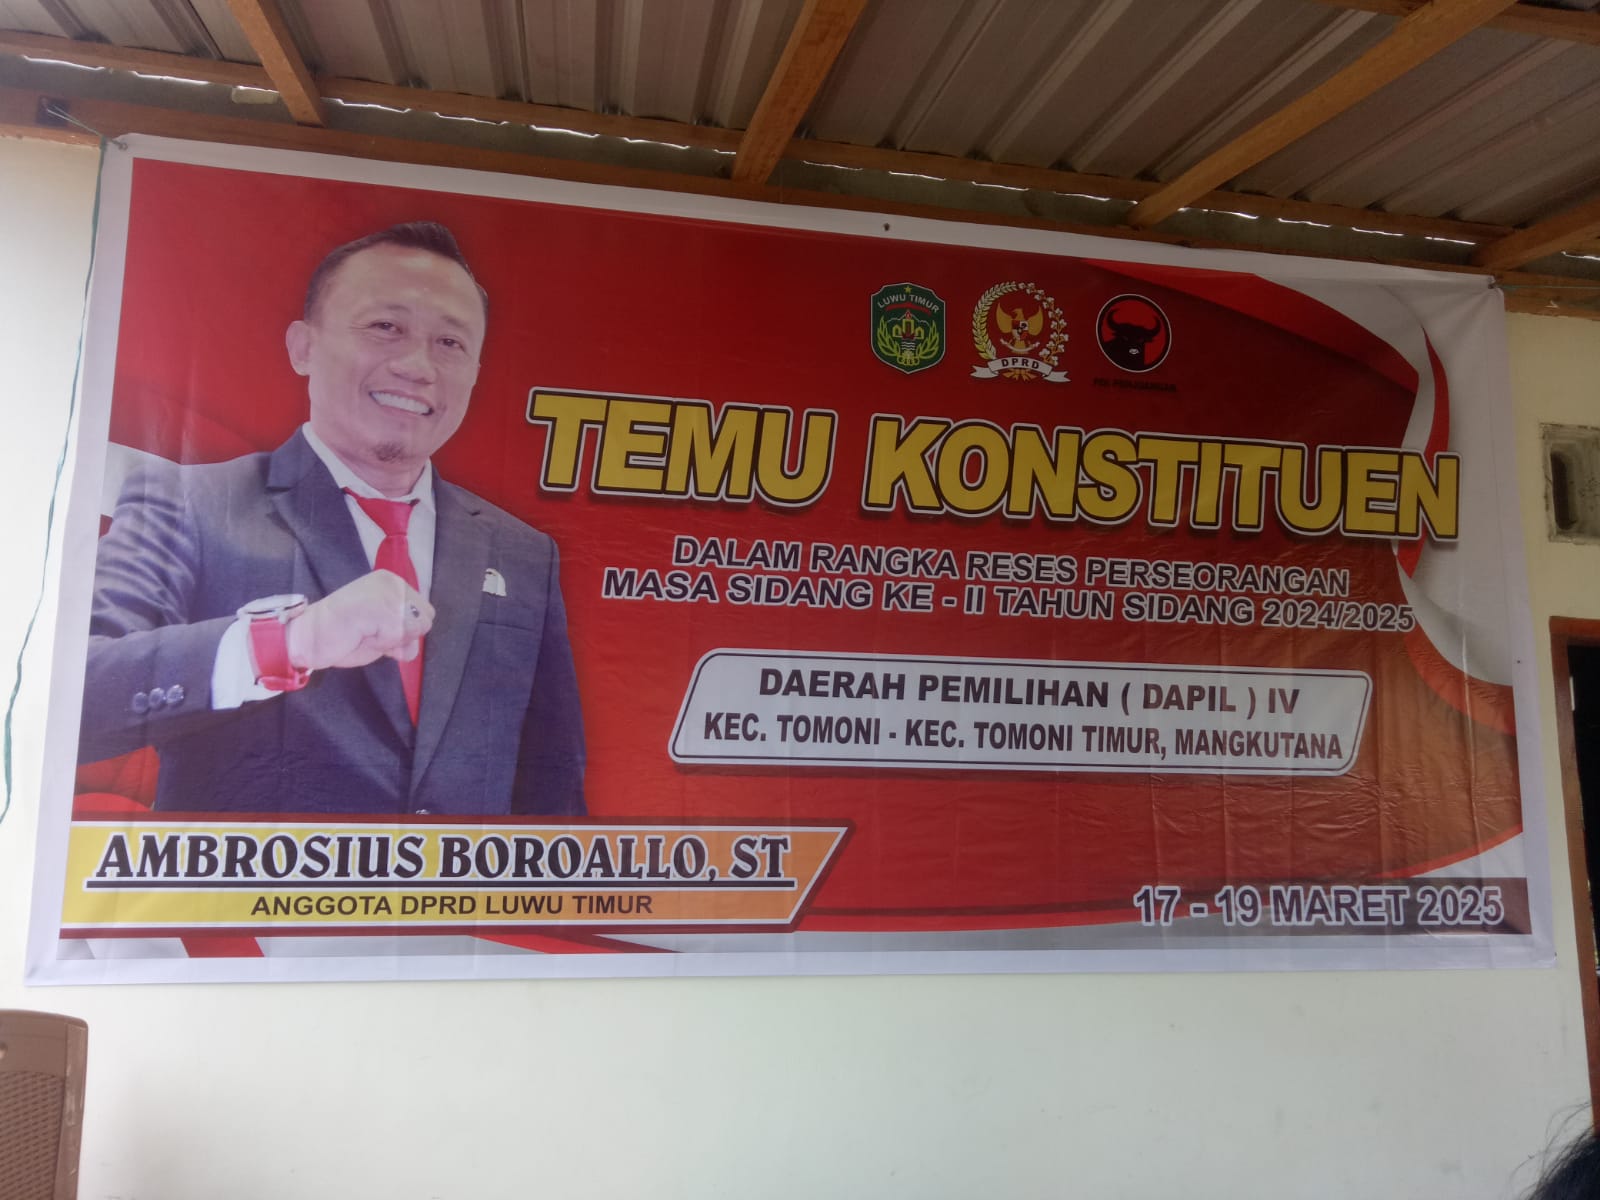 LUWU TIMUR
DPRD
PDI PERJUANGAN
TEMU KONSTITUEN
DALAM RANGKA RESES PERSEORANGAN
MASA SIDANG KE - II TAHUN SIDANG 2024/2025
DAERAH PEMILIHAN ( DAPIL ) IV
KEC. TOMONI - KEC. TOMONI TIMUR, MANGKUTANA
AMBROSIUS BOROALLO, ST
ANGGOTA DPRD LUWU TIMUR
17 - 19 MARET 2025